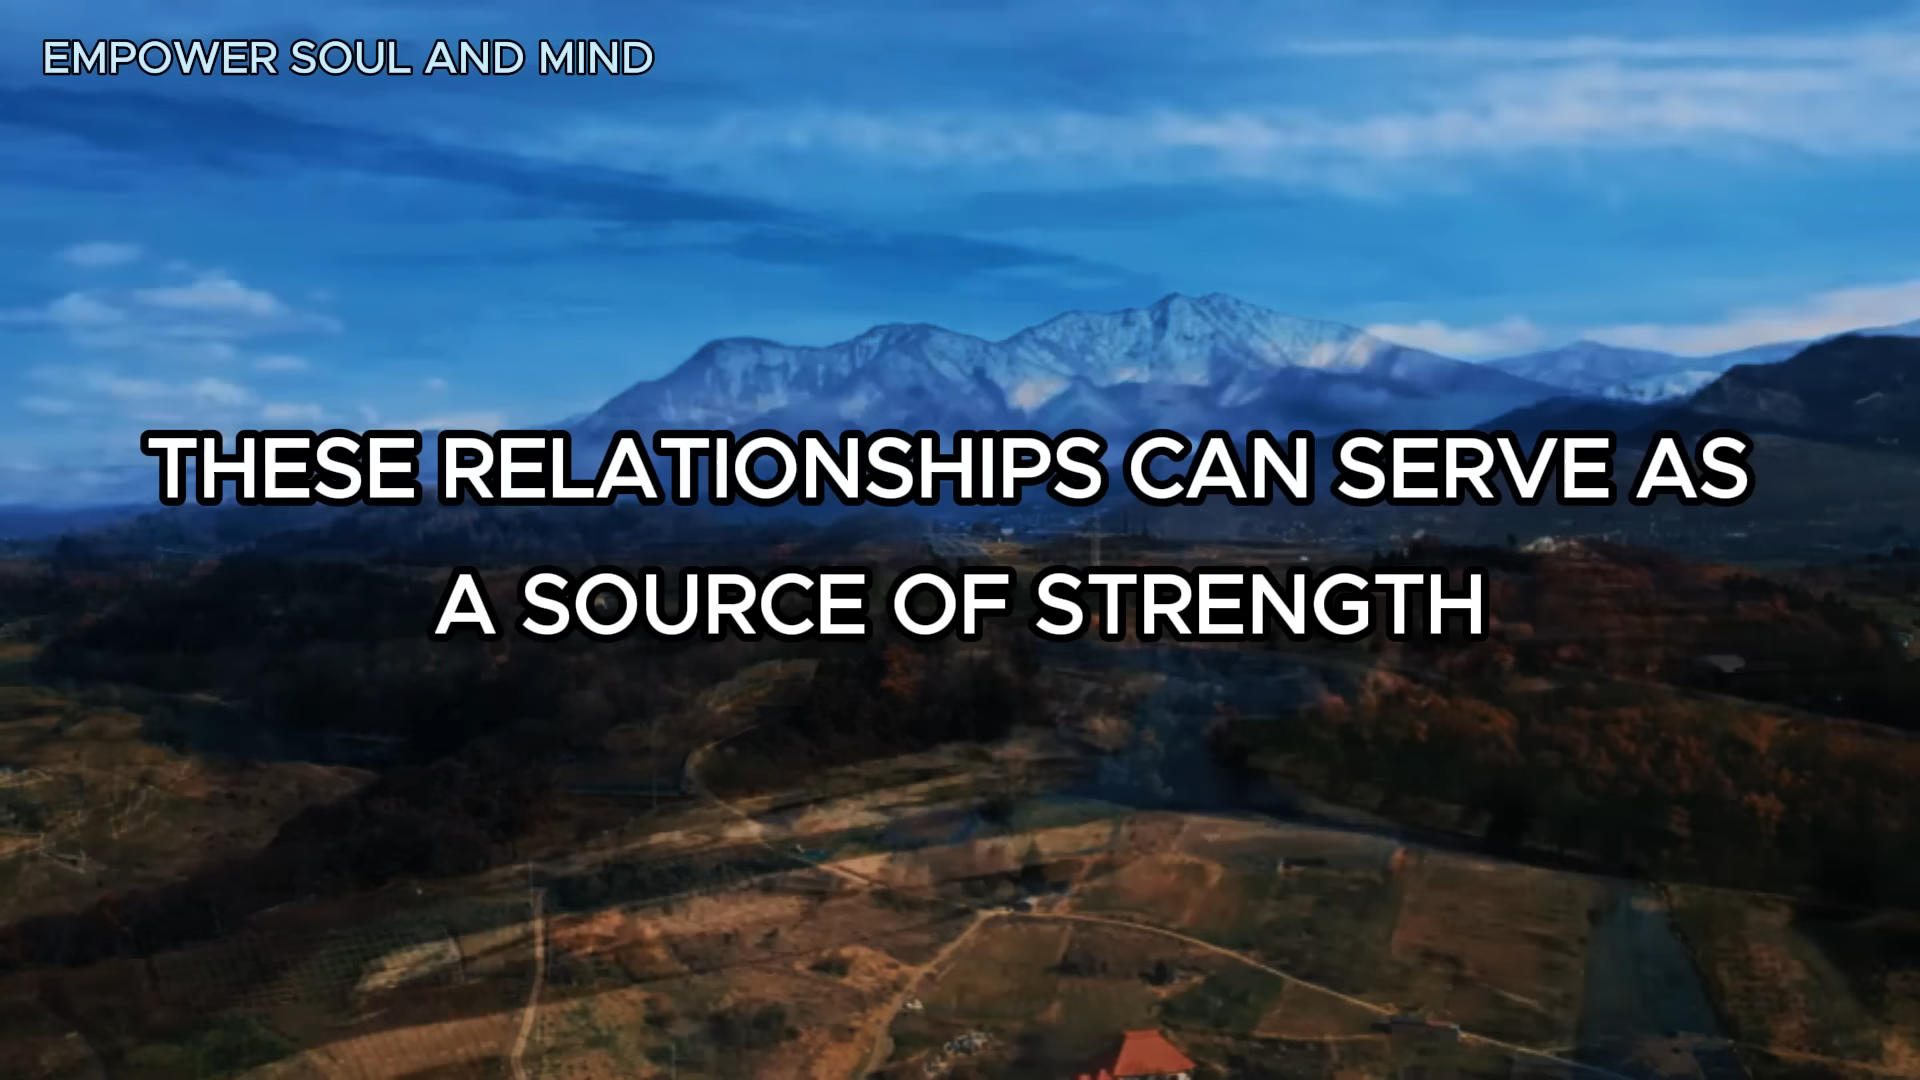 EMPOWER SOUL AND MIND
THESE RELATIONSHIPS CAN SERVE AS
A SOURCE OF STRENGTH